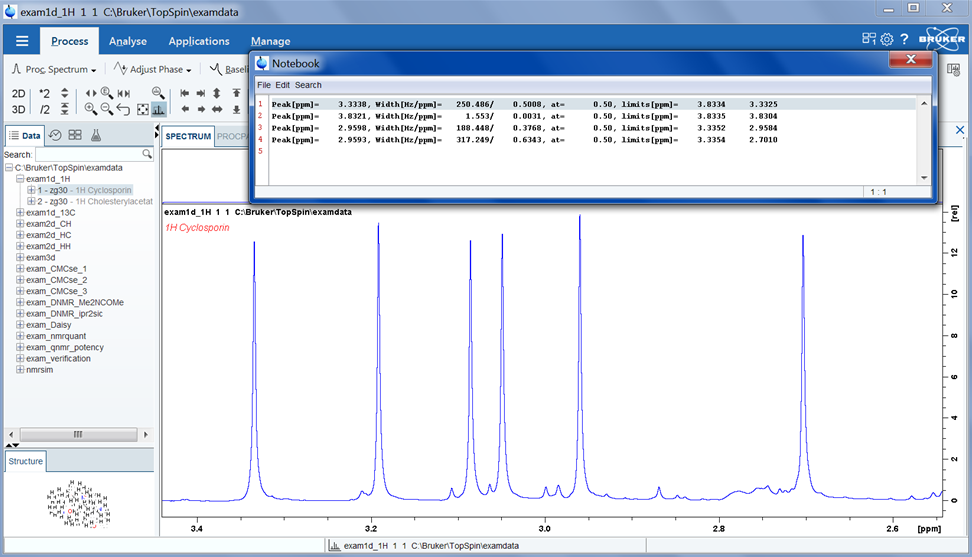 exam1d_1H 1 1 C:\Bruker\TopSpin\examdata
Process Analyse Applications Manage
BRUKER
Proc. Spectrum Adjust Phase Baseli
2D *2
3D /2
Notebook
File Edit Search
1 Peak[ppm]= 3.3338, Width[Hz/ppm]= 250.486/ 0.5008, at= 0.50, limits[ppm]= 3.8334 3.3325
2 Peak[ppm]= 3.8321, Width[Hz/ppm]= 1.553/ 0.0031, at= 0.50, limits[ppm]= 3.8335 3.8304
3 Peak[ppm]= 2.9598, Width[Hz/ppm]= 188.448/ 0.3768, at= 0.50, limits[ppm]= 3.3352 2.9584
4 Peak[ppm]= 2.9593, Width[Hz/ppm]= 317.249/ 0.6343, at= 0.50, limits[ppm]= 3.3354 2.7010
5
1 : 1
Data
Search:
C:\Bruker\TopSpin\examdata
exam1d_1H
1 - zg30 - 1H Cyclosporin
2 - zg30 - 1H Cholesterylacetat
exam1d_13C
exam2d_CH
exam2d_HC
exam2d_HH
exam3d
exam_CMCse_1
exam_CMCse_2
exam_CMCse_3
exam_DNMR_Me2NCOMe
exam_DNMR_ipr2sic
exam_Daisy
exam_nmrquant
exam_qnmr_potency
exam_verification
nmrsim
Structure
SPECTRUM PROCPA
exam1d_1H 1 1 C:\Bruker\TopSpin\examdata
1H Cyclosporin
[rel]
12
10
8
6
4
2
0
3.4 3.2 3.0 2.8 2.6 [ppm]
exam1d_1H 1 1 C:\Bruker\TopSpin\examdata